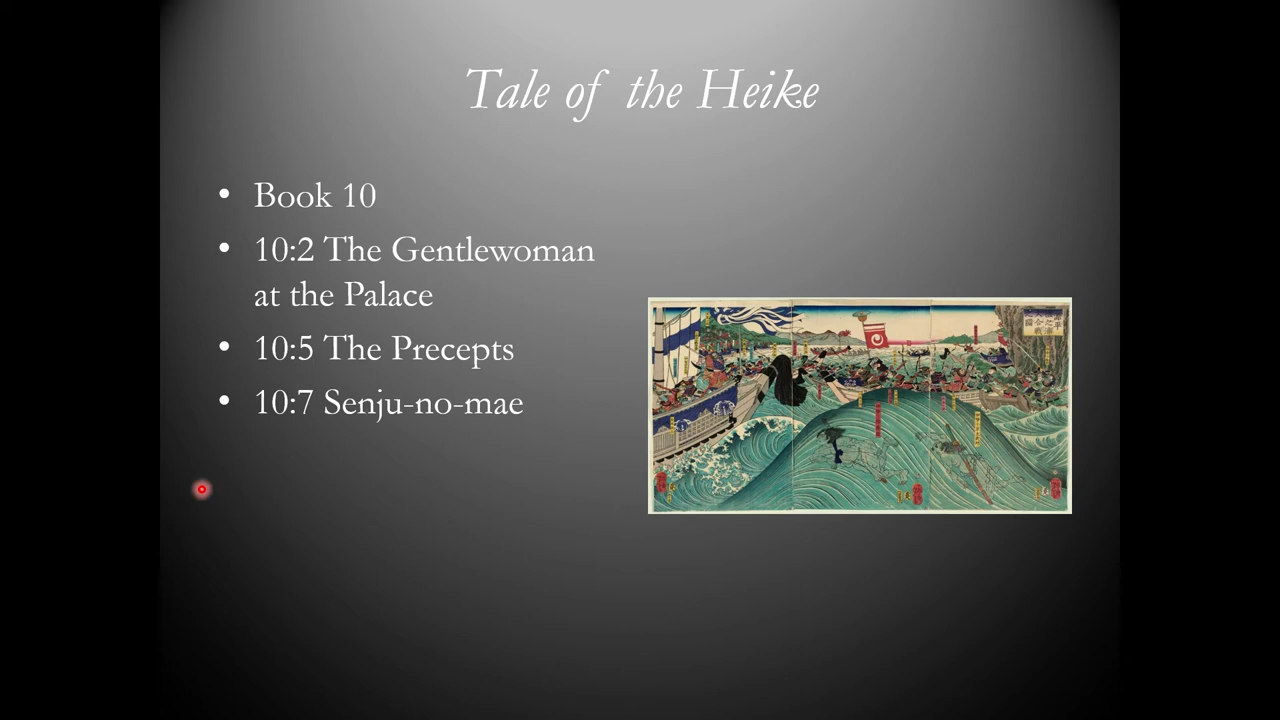 Tale of the Heike
• Book 10
• 10:2 The Gentlewoman
at the Palace
• 10:5 The Precepts
• 10:7 Senju-no-mae